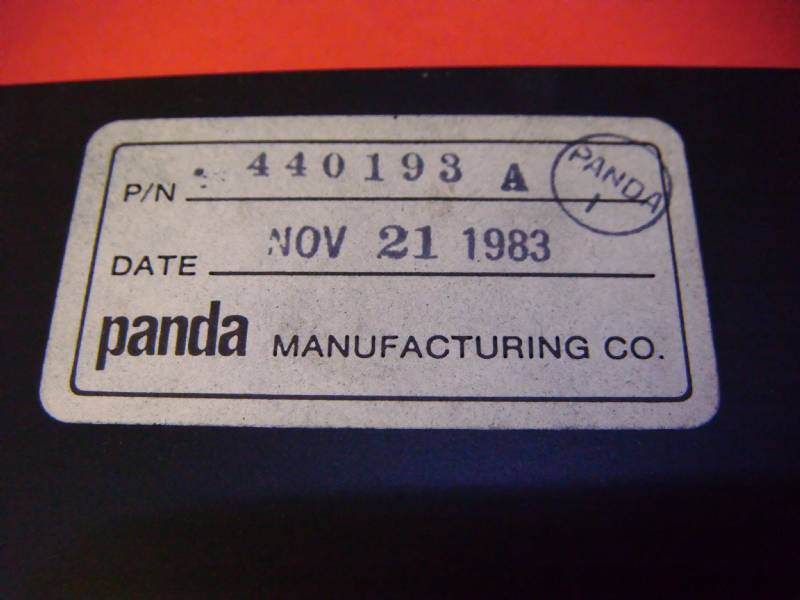 P/N 440193 A
PANDA
1
DATE NOV 21 1983
panda MANUFACTURING CO.